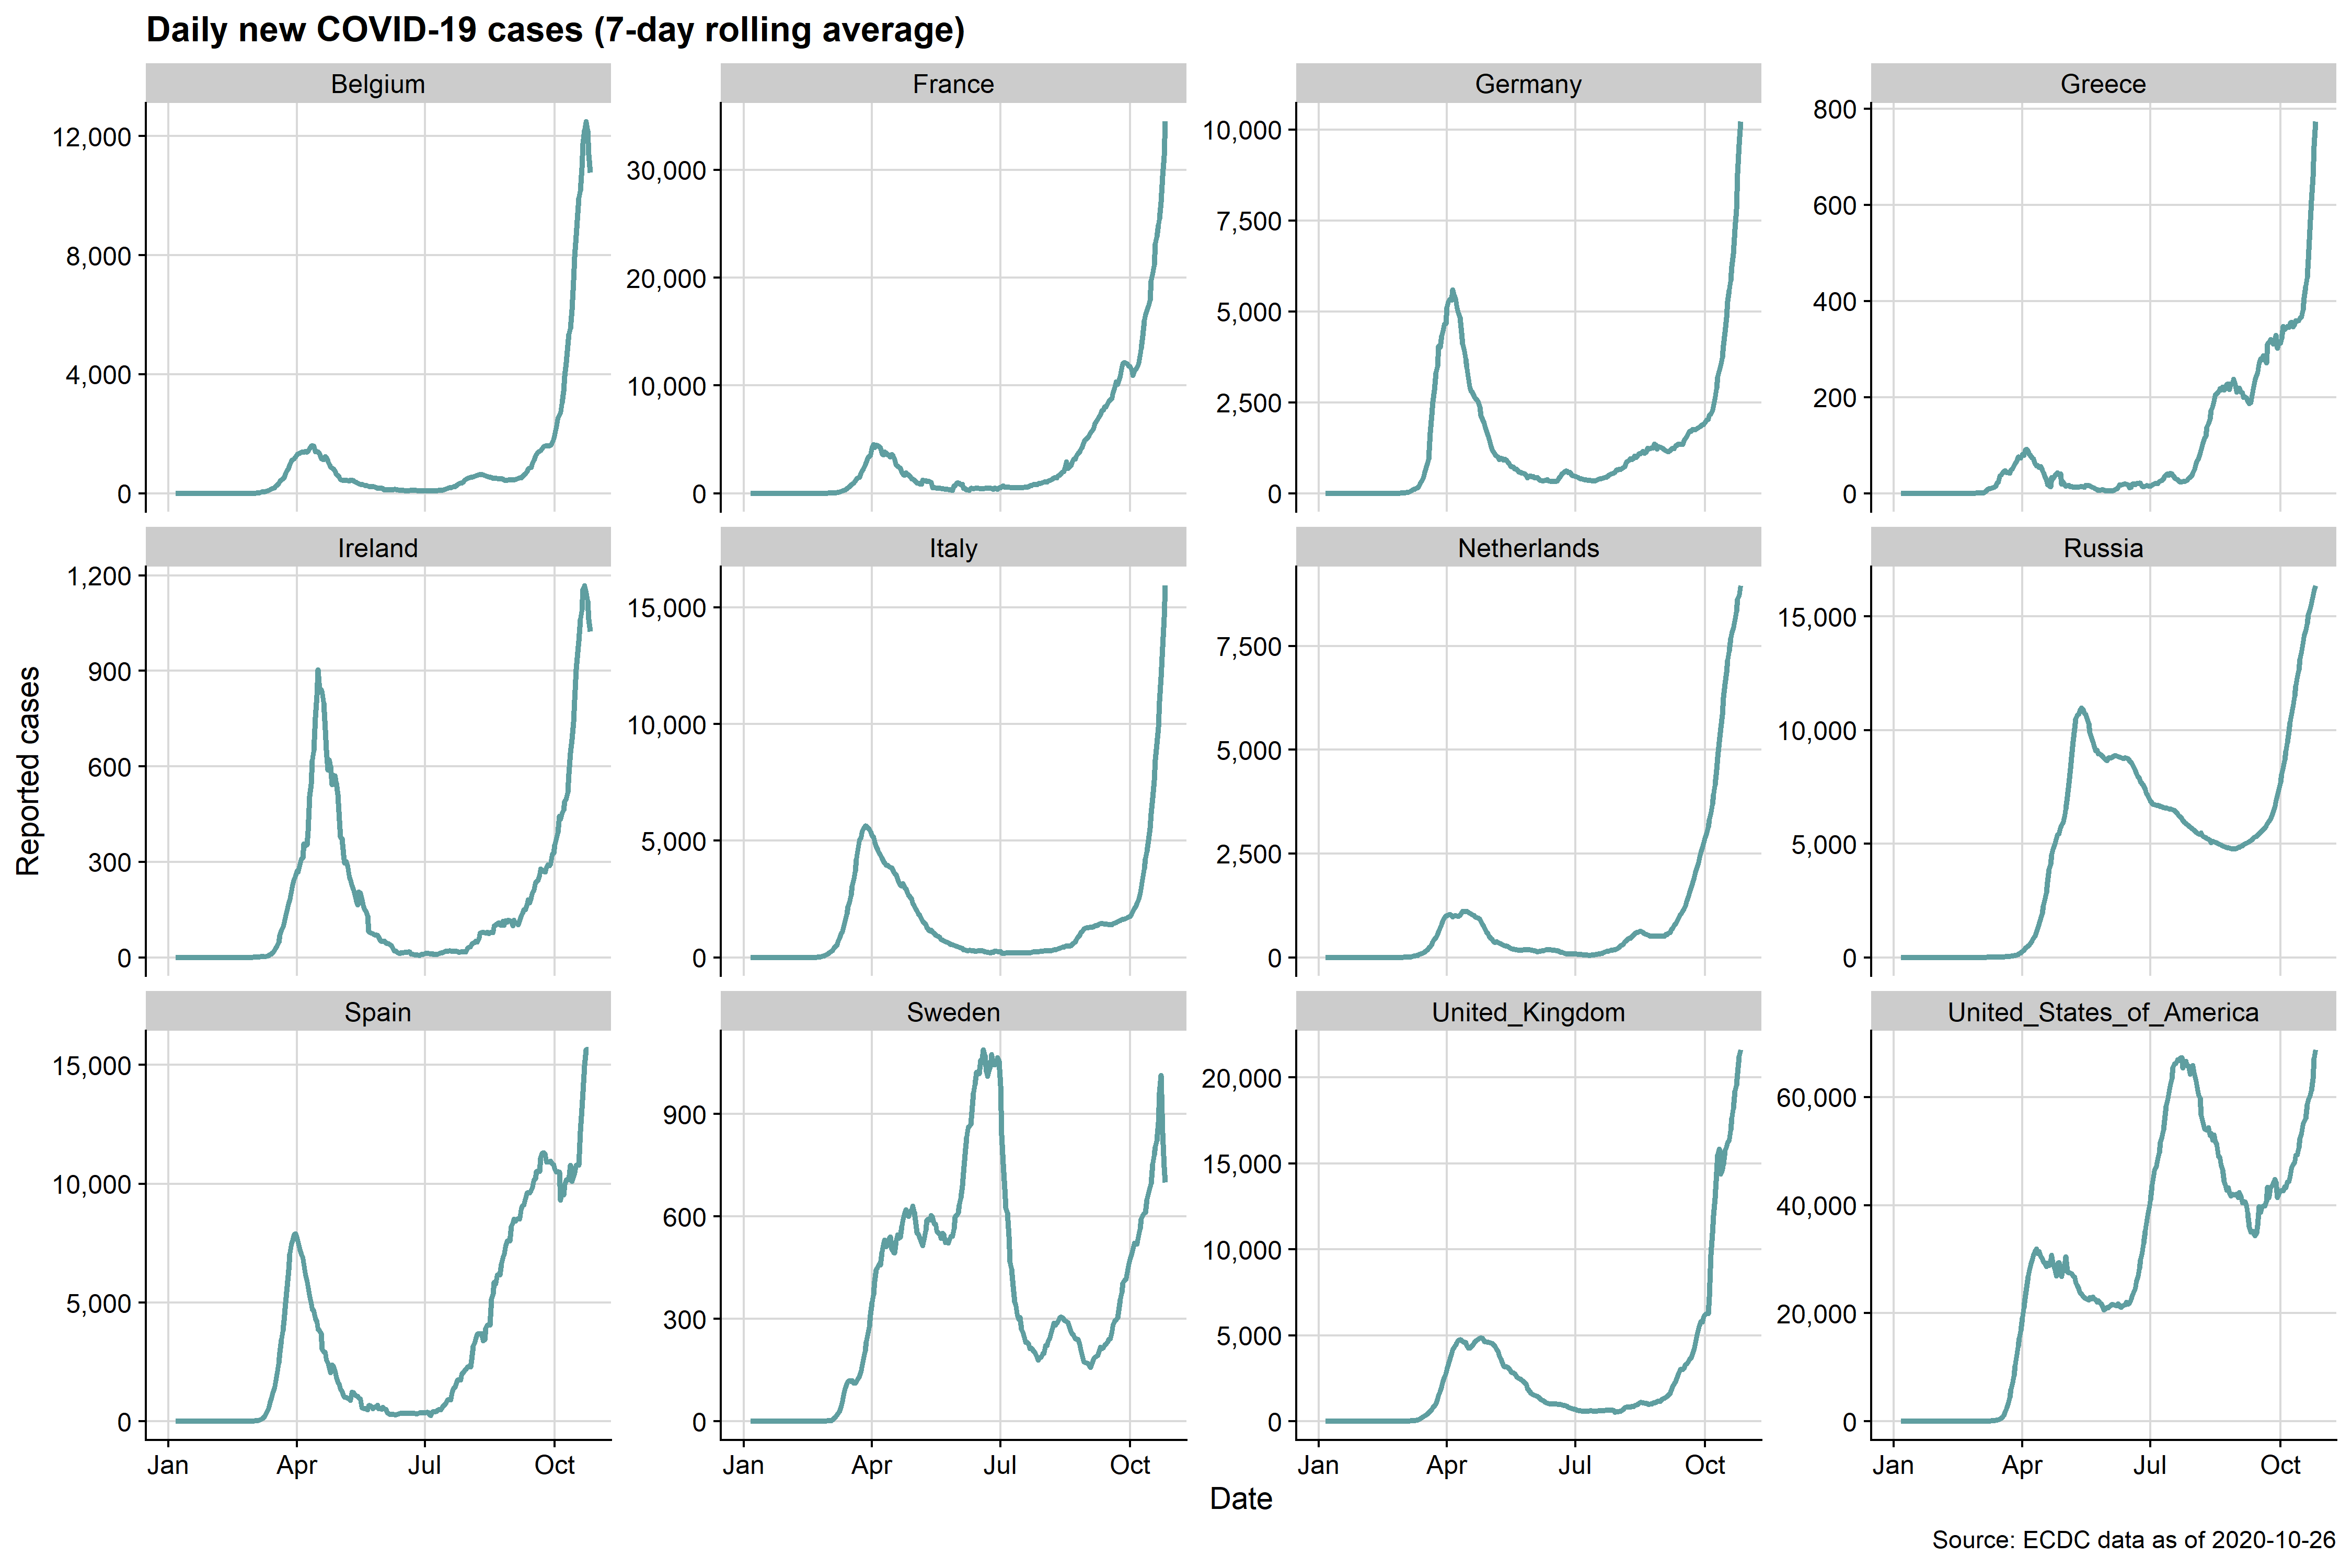 Daily new COVID-19 cases (7-day rolling average)
Belgium
France
Germany
Greece
12,000
8,000
4,000
0
30,000
20,000
10,000
0
10,000
7,500
5,000
2,500
0
800
600
400
200
0
Reported cases
Ireland
Italy
Netherlands
Russia
1,200
900
600
300
0
15,000
10,000
5,000
0
7,500
5,000
2,500
0
15,000
10,000
5,000
0
Spain
Sweden
United_Kingdom
United_States_of_America
15,000
10,000
5,000
0
900
600
300
0
20,000
15,000
10,000
5,000
0
60,000
40,000
20,000
0
Jan Apr Jul Oct
Jan Apr Jul Oct
Jan Apr Jul Oct
Jan Apr Jul Oct
Date
Source: ECDC data as of 2020-10-26